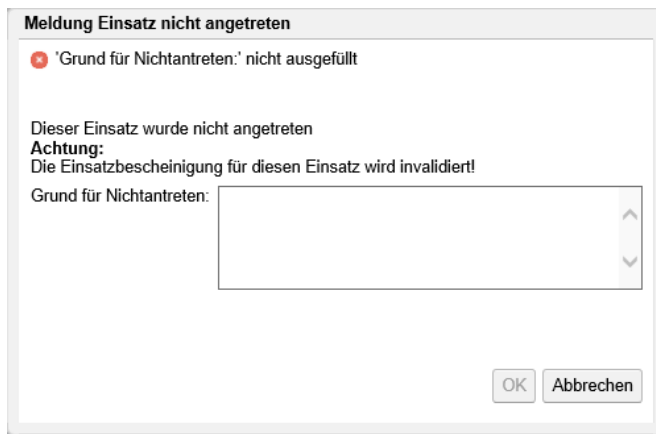 Meldung Einsatz nicht angetreten
'Grund für Nichtantreten:' nicht ausgefüllt
Dieser Einsatz wurde nicht angetreten
Achtung:
Die Einsatzbescheinigung für diesen Einsatz wird invalidiert!
Grund für Nichtantreten:
OK Abbrechen